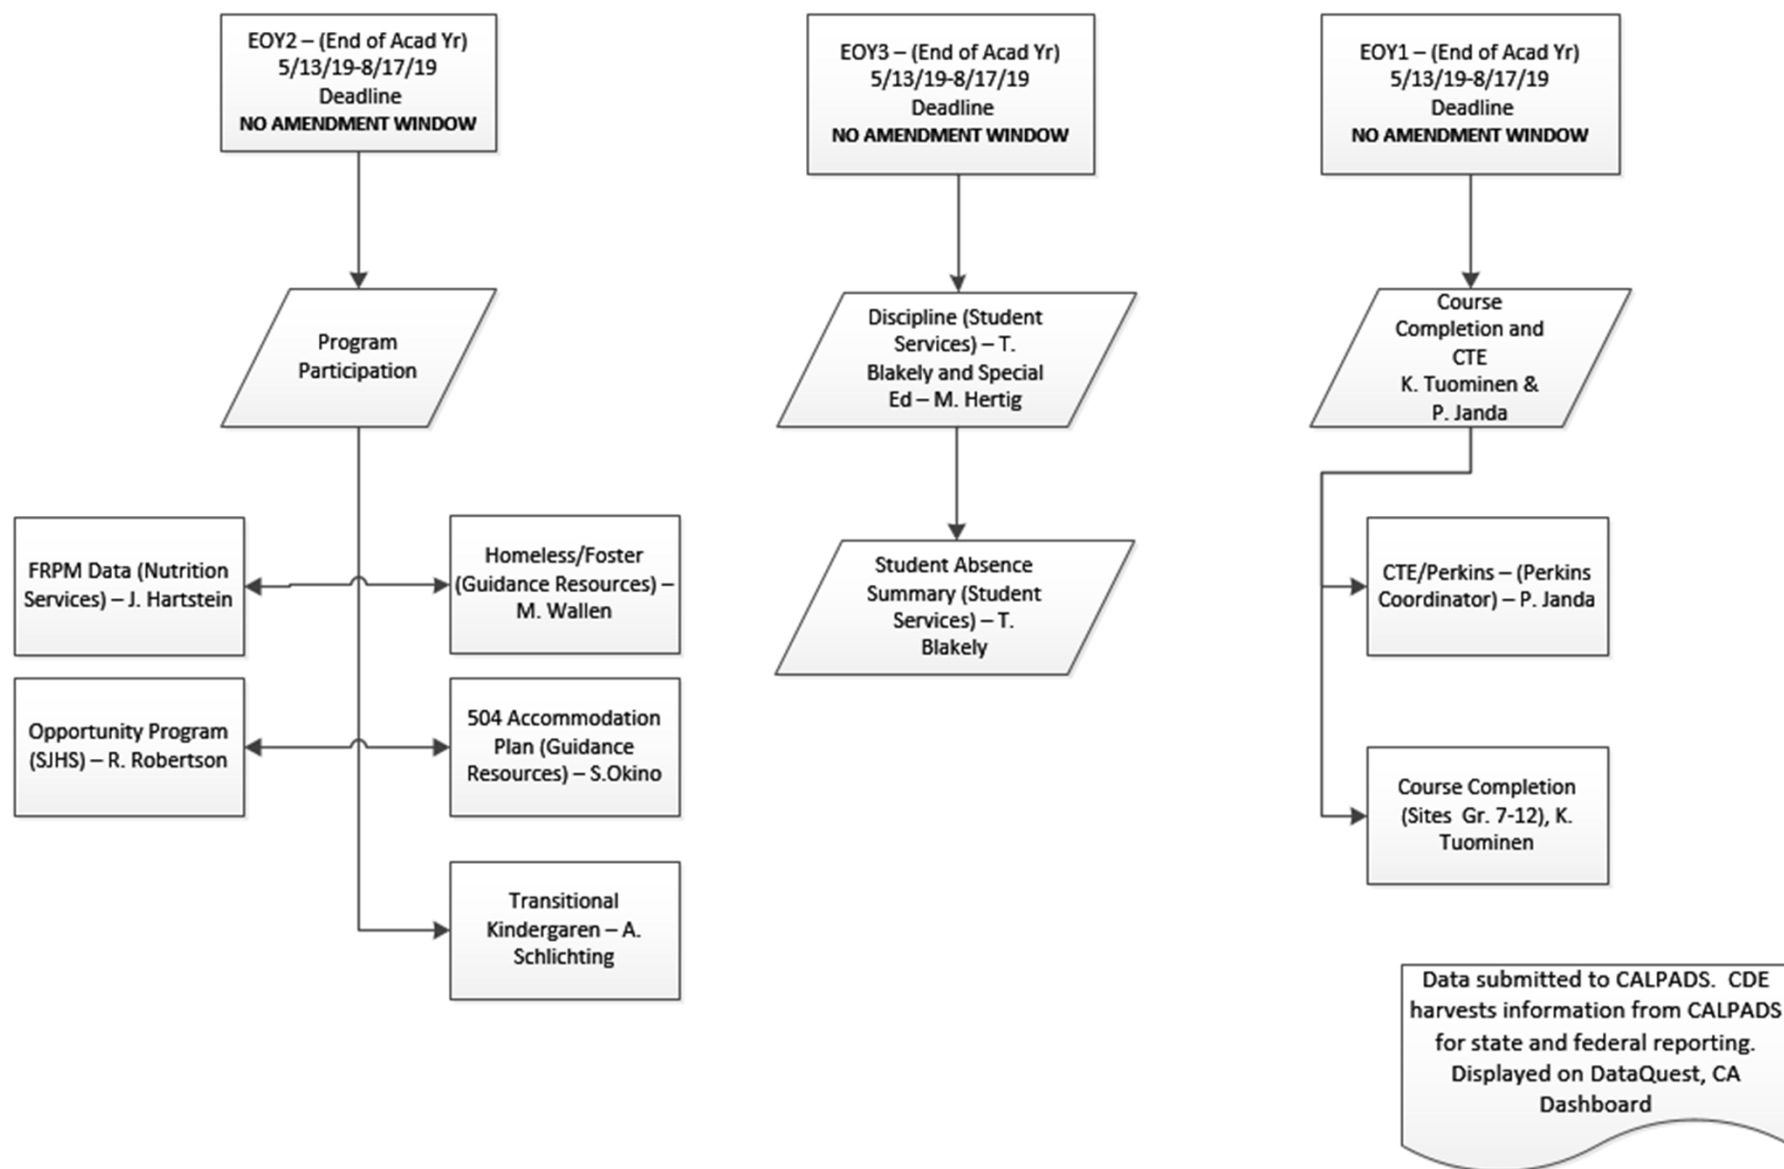 EOY2 – (End of Acad Yr)
5/13/19-8/17/19
Deadline
NO AMENDMENT WINDOW
Program
Participation
FRPM Data (Nutrition
Services) – J. Hartstein
Homeless/Foster
(Guidance Resources) –
M. Wallen
Opportunity Program
(SJHS) – R. Robertson
504 Accommodation
Plan (Guidance
Resources) – S.Okino
Transitional
Kindergaren – A.
Schlichting
EOY3 – (End of Acad Yr)
5/13/19-8/17/19
Deadline
NO AMENDMENT WINDOW
Discipline (Student
Services) – T.
Blakely and Special
Ed – M. Hertig
Student Absence
Summary (Student
Services) – T.
Blakely
EOY1 – (End of Acad Yr)
5/13/19-8/17/19
Deadline
NO AMENDMENT WINDOW
Course
Completion and
CTE
K. Tuominen &
P. Janda
CTE/Perkins – (Perkins
Coordinator) – P. Janda
Course Completion
(Sites  Gr. 7-12), K.
Tuominen
Data submitted to CALPADS.  CDE
harvests information from CALPADS
for state and federal reporting.
Displayed on DataQuest, CA
Dashboard